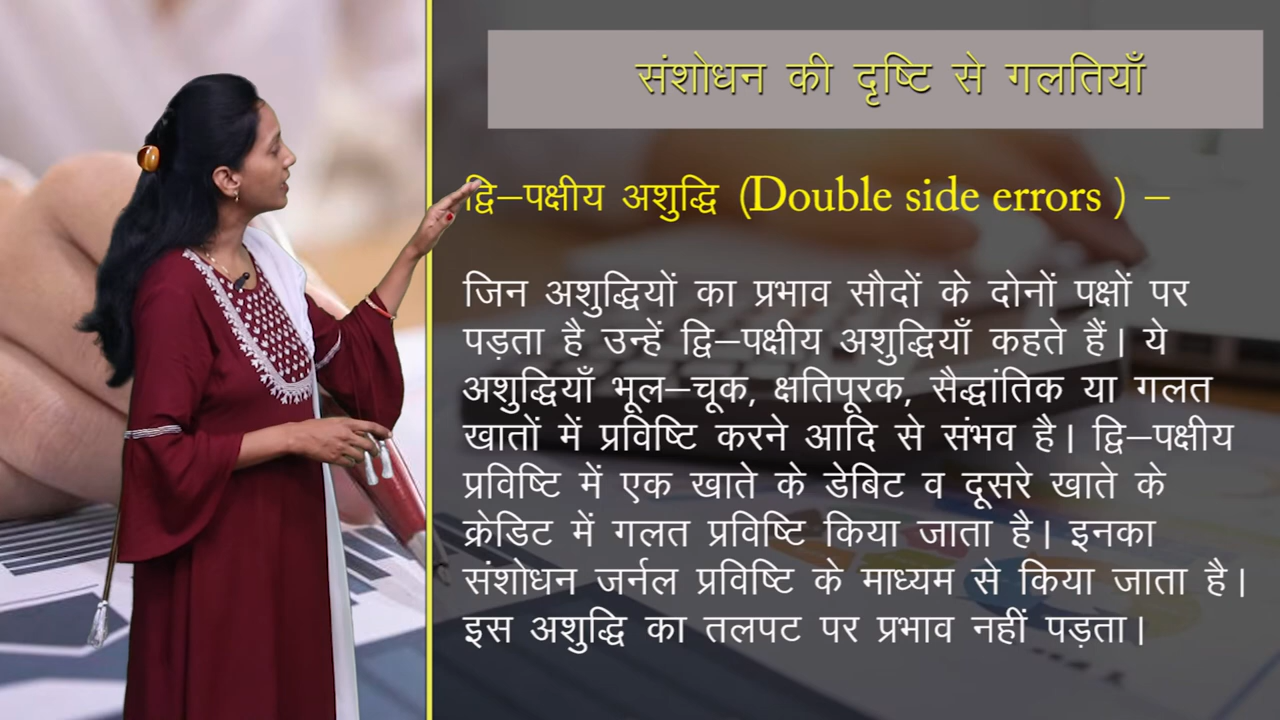 संशोधन की दृष्टि से गलतियाँ
द्वि–पक्षीय अशुद्धि (Double side errors ) –
जिन अशुद्धियों का प्रभाव सौदों के दोनों पक्षों पर
पड़ता है उन्हें द्वि–पक्षीय अशुद्धियाँ कहते हैं। ये
अशुद्धियाँ भूल–चूक, क्षतिपूरक, सैद्धांतिक या गलत
खातों में प्रविष्टि करने आदि से संभव है। द्वि–पक्षीय
प्रविष्टि में एक खाते के डेबिट व दूसरे खाते के
क्रेडिट में गलत प्रविष्टि किया जाता है। इनका
संशोधन जर्नल प्रविष्टि के माध्यम से किया जाता है।
इस अशुद्धि का तलपट पर प्रभाव नहीं पड़ता।